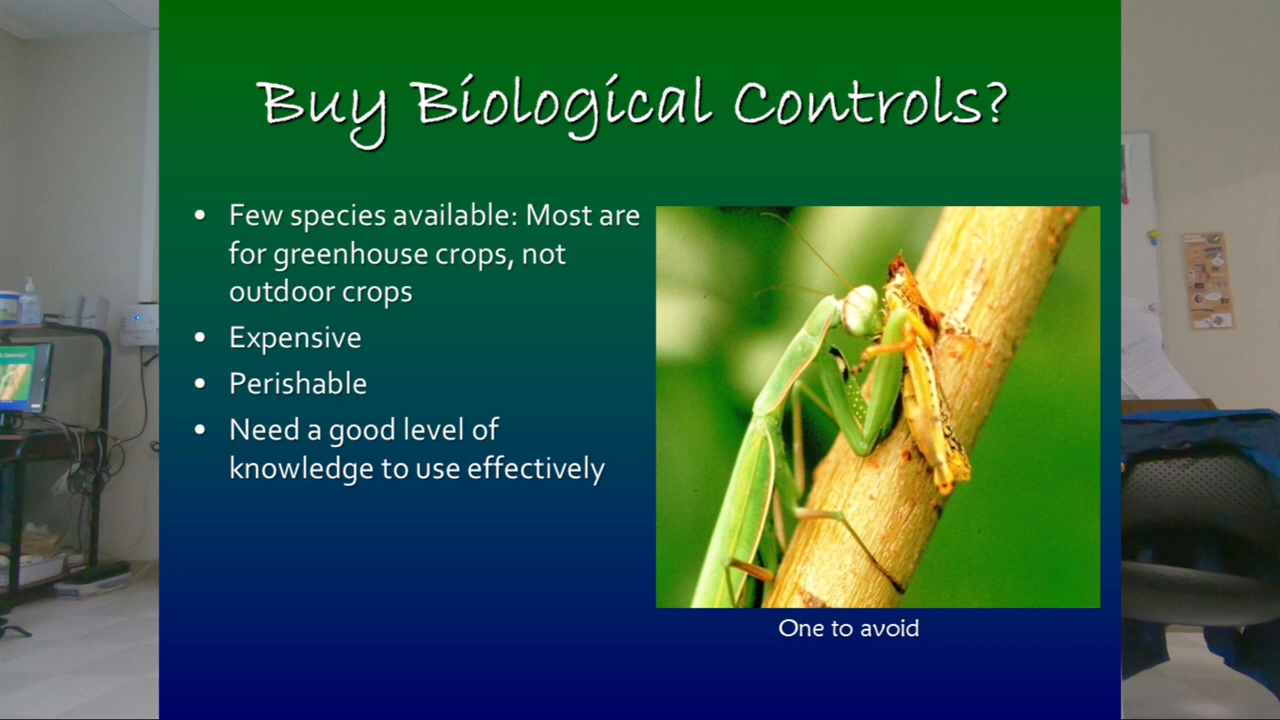 Buy Biological Controls?
• Few species available: Most are
for greenhouse crops, not
outdoor crops
• Expensive
• Perishable
• Need a good level of
knowledge to use effectively
One to avoid